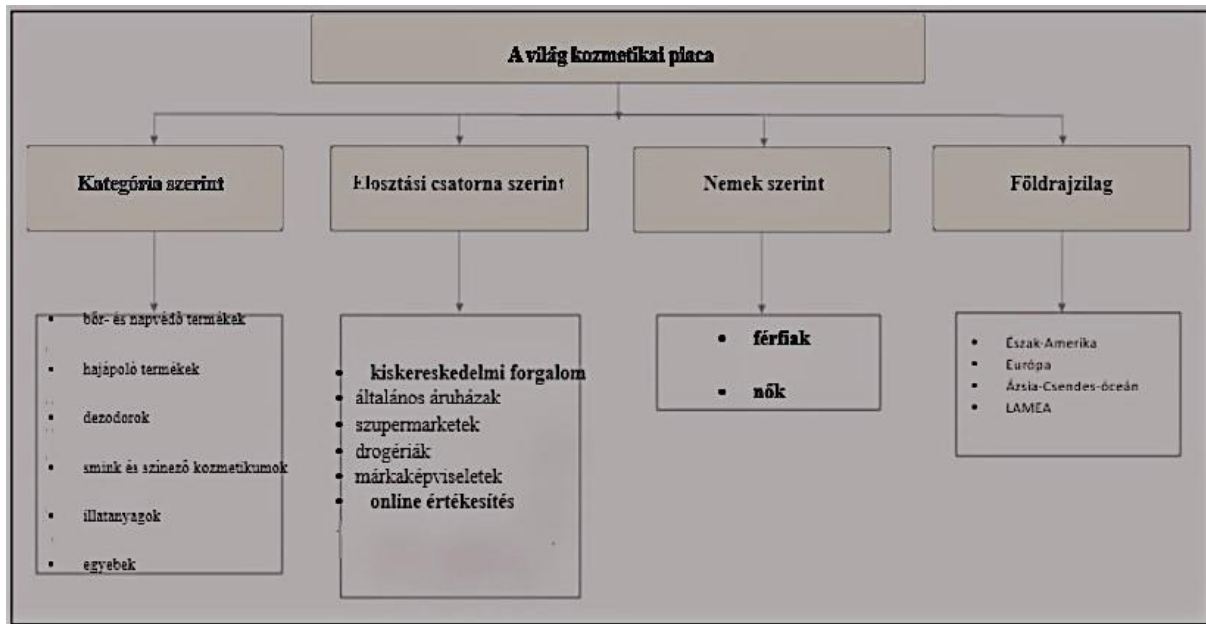 A világ kozmetikai piaca
Kategória szerint
Elosztási csatorna szerint
Nemek szerint
Földrajzilag
• bőr- és napvédő termékek
• hajápoló termékek
• dezodorok
• smink és színező kozmetikumok
• illatanyagok
• egyebek
• kiskereskedelmi forgalom
• általános áruházak
• szupermarketek
• drogériák
• márkaképviseletek
• online értékesítés
• férfiak
• nők
• Észak-Amerika
• Európa
• Ázsia-Csendes-óceán
• LAMEA